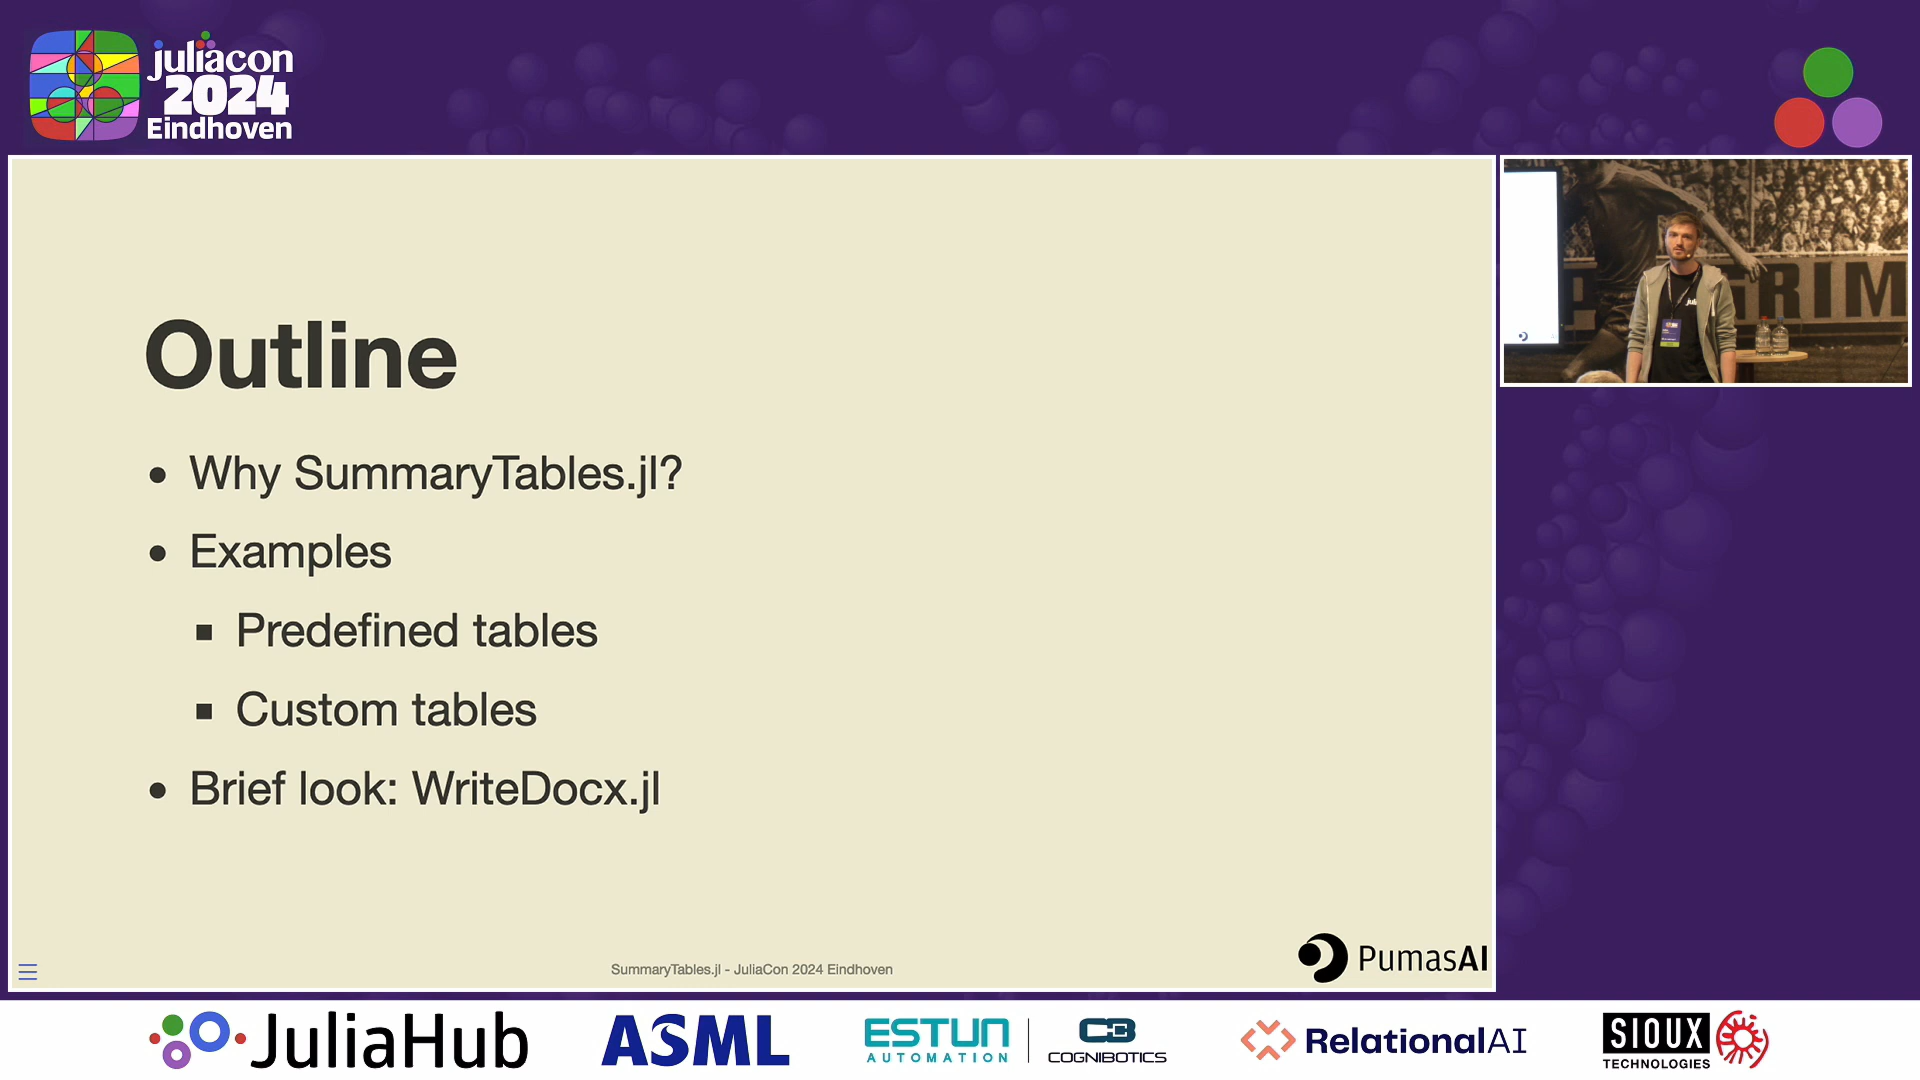 juliacon
2024
Eindhoven
Outline
• Why SummaryTables.jl?
• Examples
▪ Predefined tables
▪ Custom tables
• Brief look: WriteDocx.jl
SummaryTables.jl - JuliaCon 2024 Eindhoven
PumasAI
GRIM
JuliaHub
ASML
ESTUN
AUTOMATION
COGNIBOTICS
RelationalAI
SIOUX
TECHNOLOGIES